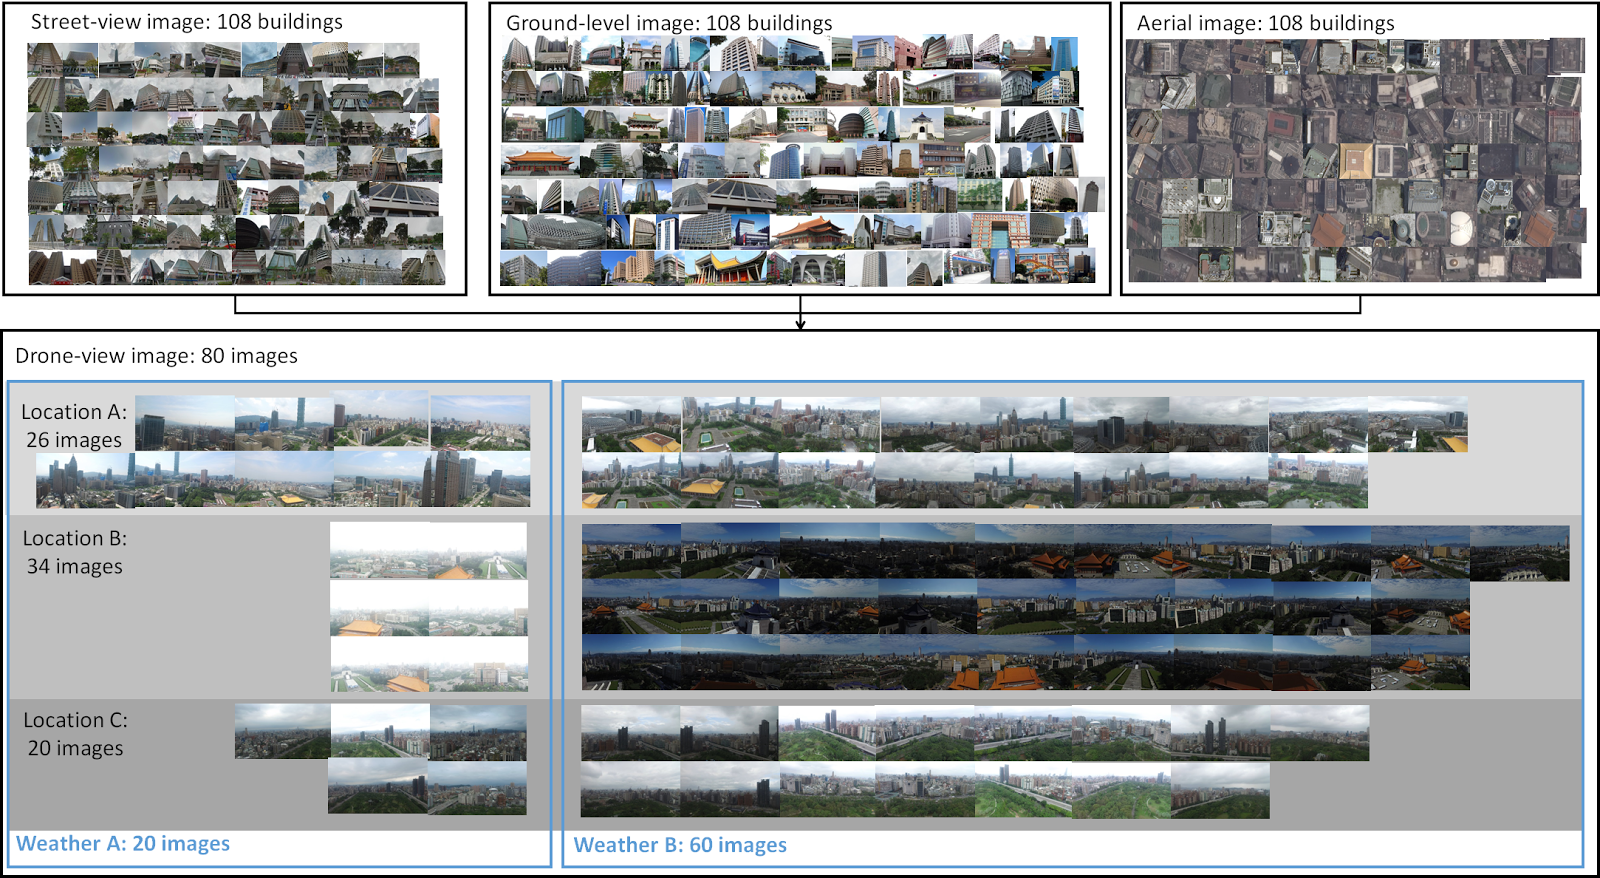 Street-view image: 108 buildings
Ground-level image: 108 buildings
Aerial image: 108 buildings
Drone-view image: 80 images
Location A:
26 images
Location B:
34 images
Location C:
20 images
Weather A: 20 images
Weather B: 60 images